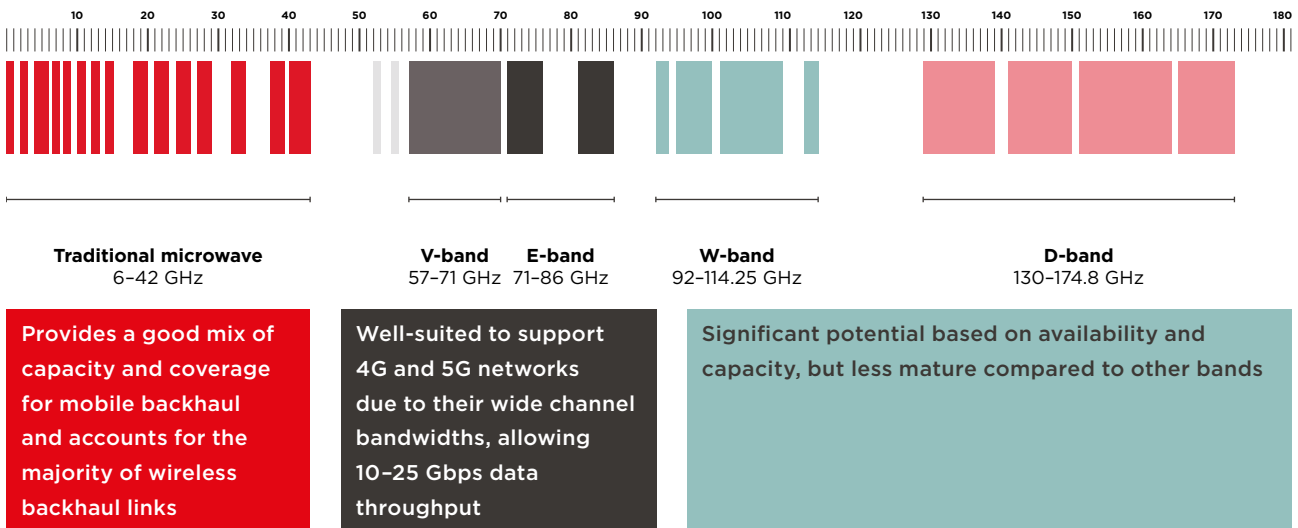 10 20 30 40 50 60 70 80 90 100 110 120 130 140 150 160 170 180
Traditional microwave
6–42 GHz
V-band
57–71 GHz
E-band
71–86 GHz
W-band
92–114.25 GHz
D-band
130–174.8 GHz
Provides a good mix of
capacity and coverage
for mobile backhaul
and accounts for the
majority of wireless
backhaul links
Well-suited to support
4G and 5G networks
due to their wide channel
bandwidths, allowing
10–25 Gbps data
throughput
Significant potential based on availability and
capacity, but less mature compared to other bands